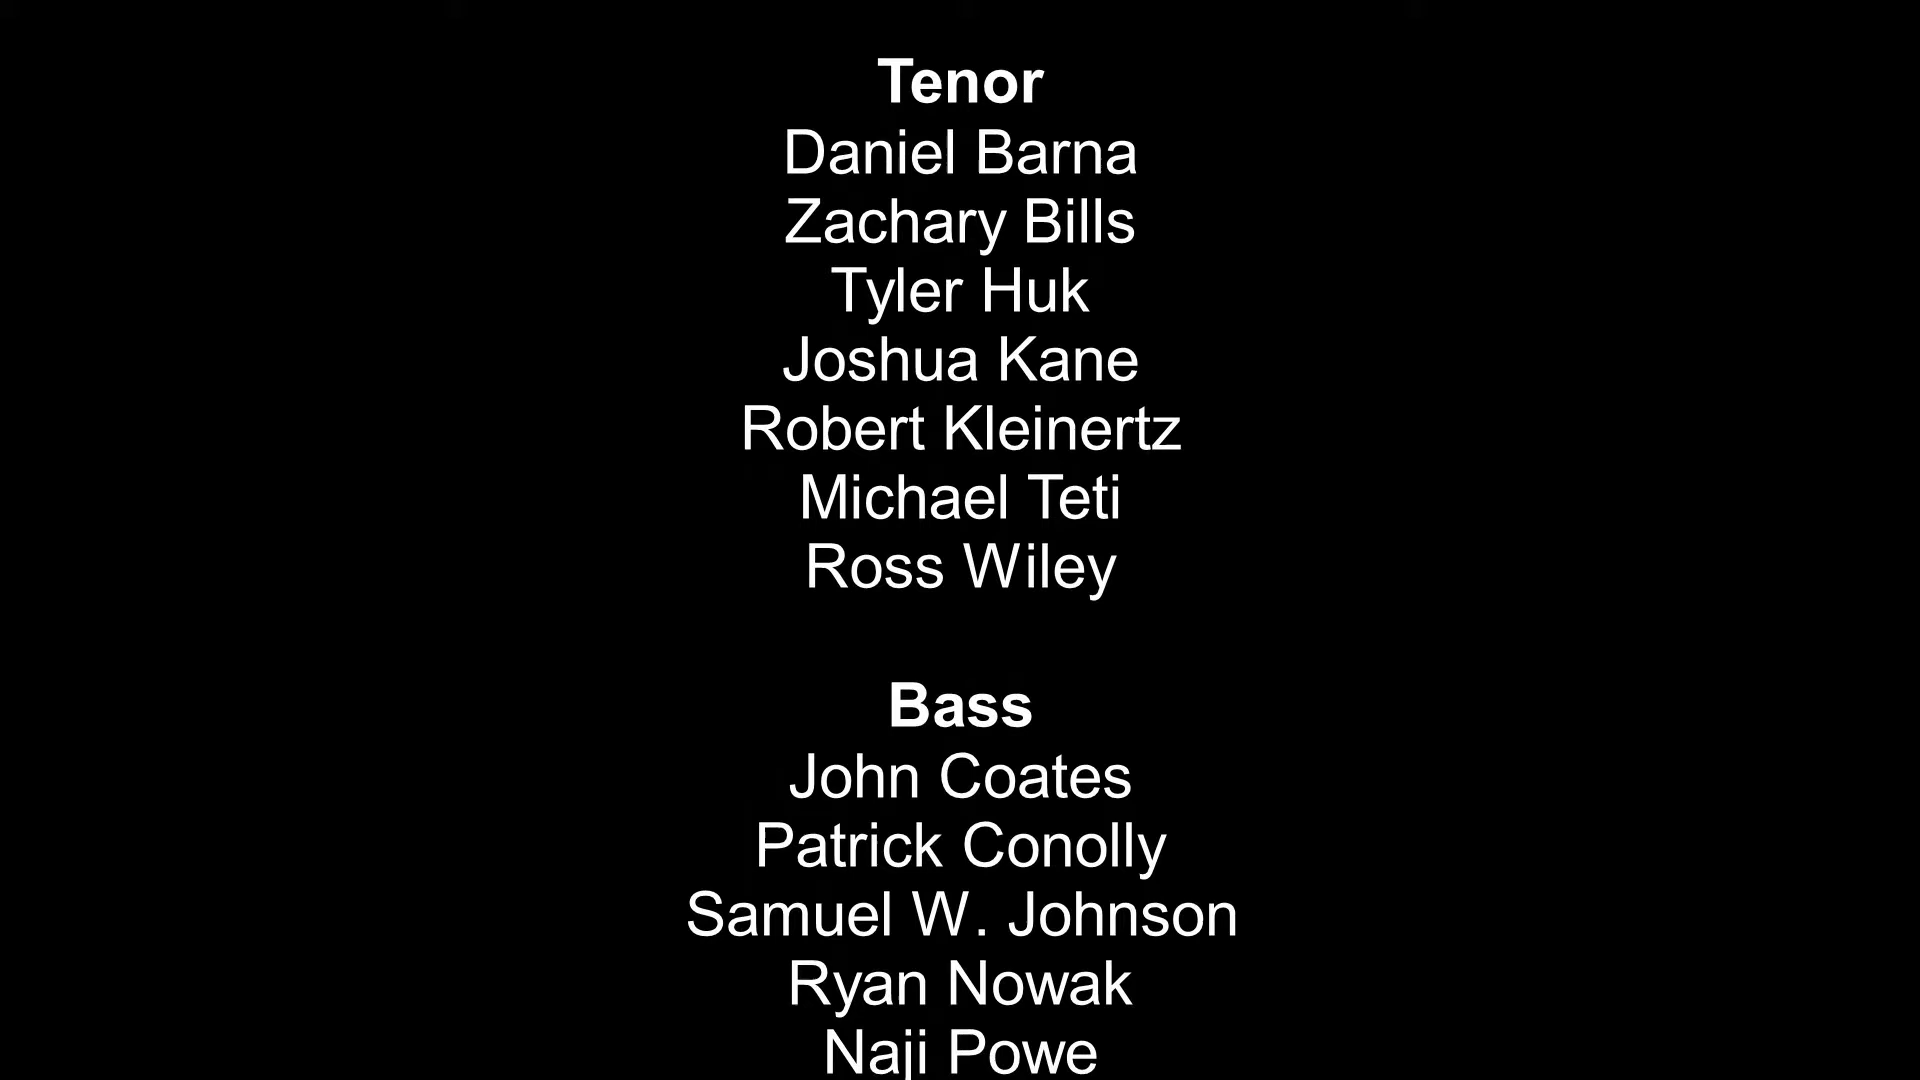 Tenor
Daniel Barna
Zachary Bills
Tyler Huk
Joshua Kane
Robert Kleinertz
Michael Teti
Ross Wiley
Bass
John Coates
Patrick Conolly
Samuel W. Johnson
Ryan Nowak
Naji Powe